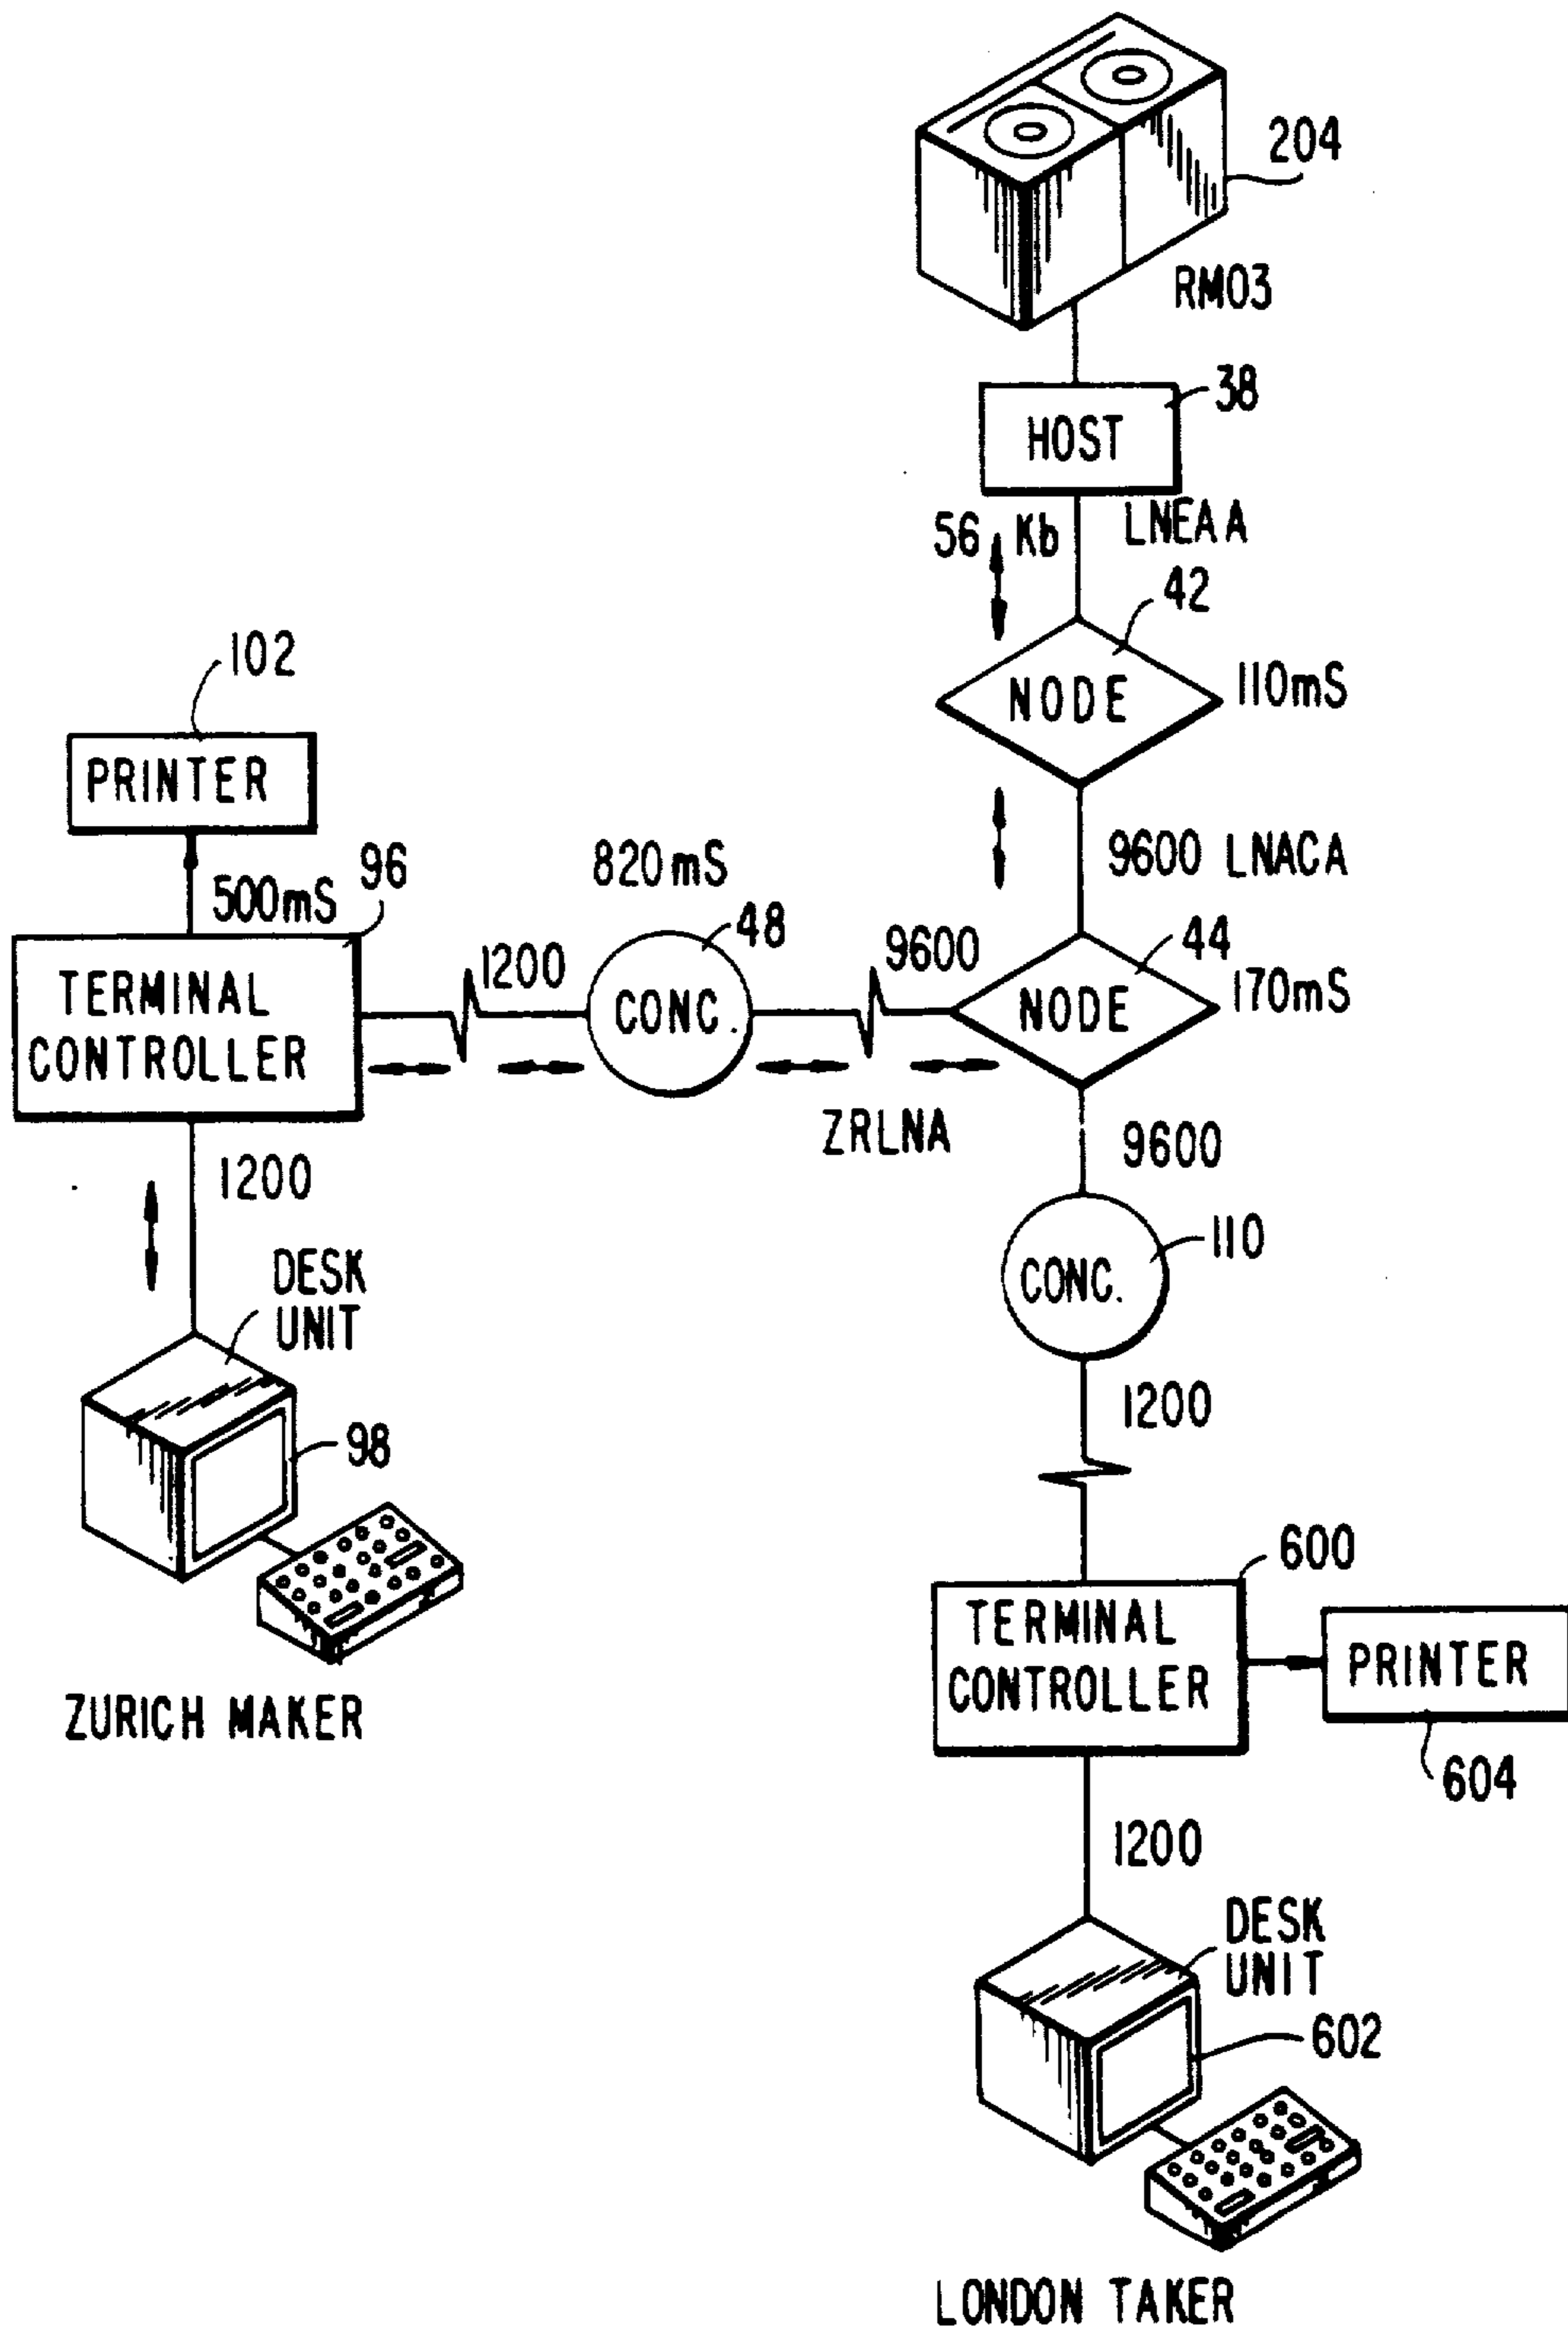 204
RM03
38
HOST
56 Kb LNEAA
42
NODE 110mS
102
PRINTER
9600 LNACA
96
500mS
820mS
48
44
1200
9600
TERMINAL
CONTROLLER
CONC.
NODE 170mS
ZRLNA
9600
1200
110
CONC.
DESK
UNIT
98
1200
ZURICH MAKER
600
TERMINAL
CONTROLLER
PRINTER
604
1200
DESK
UNIT
602
LONDON TAKER